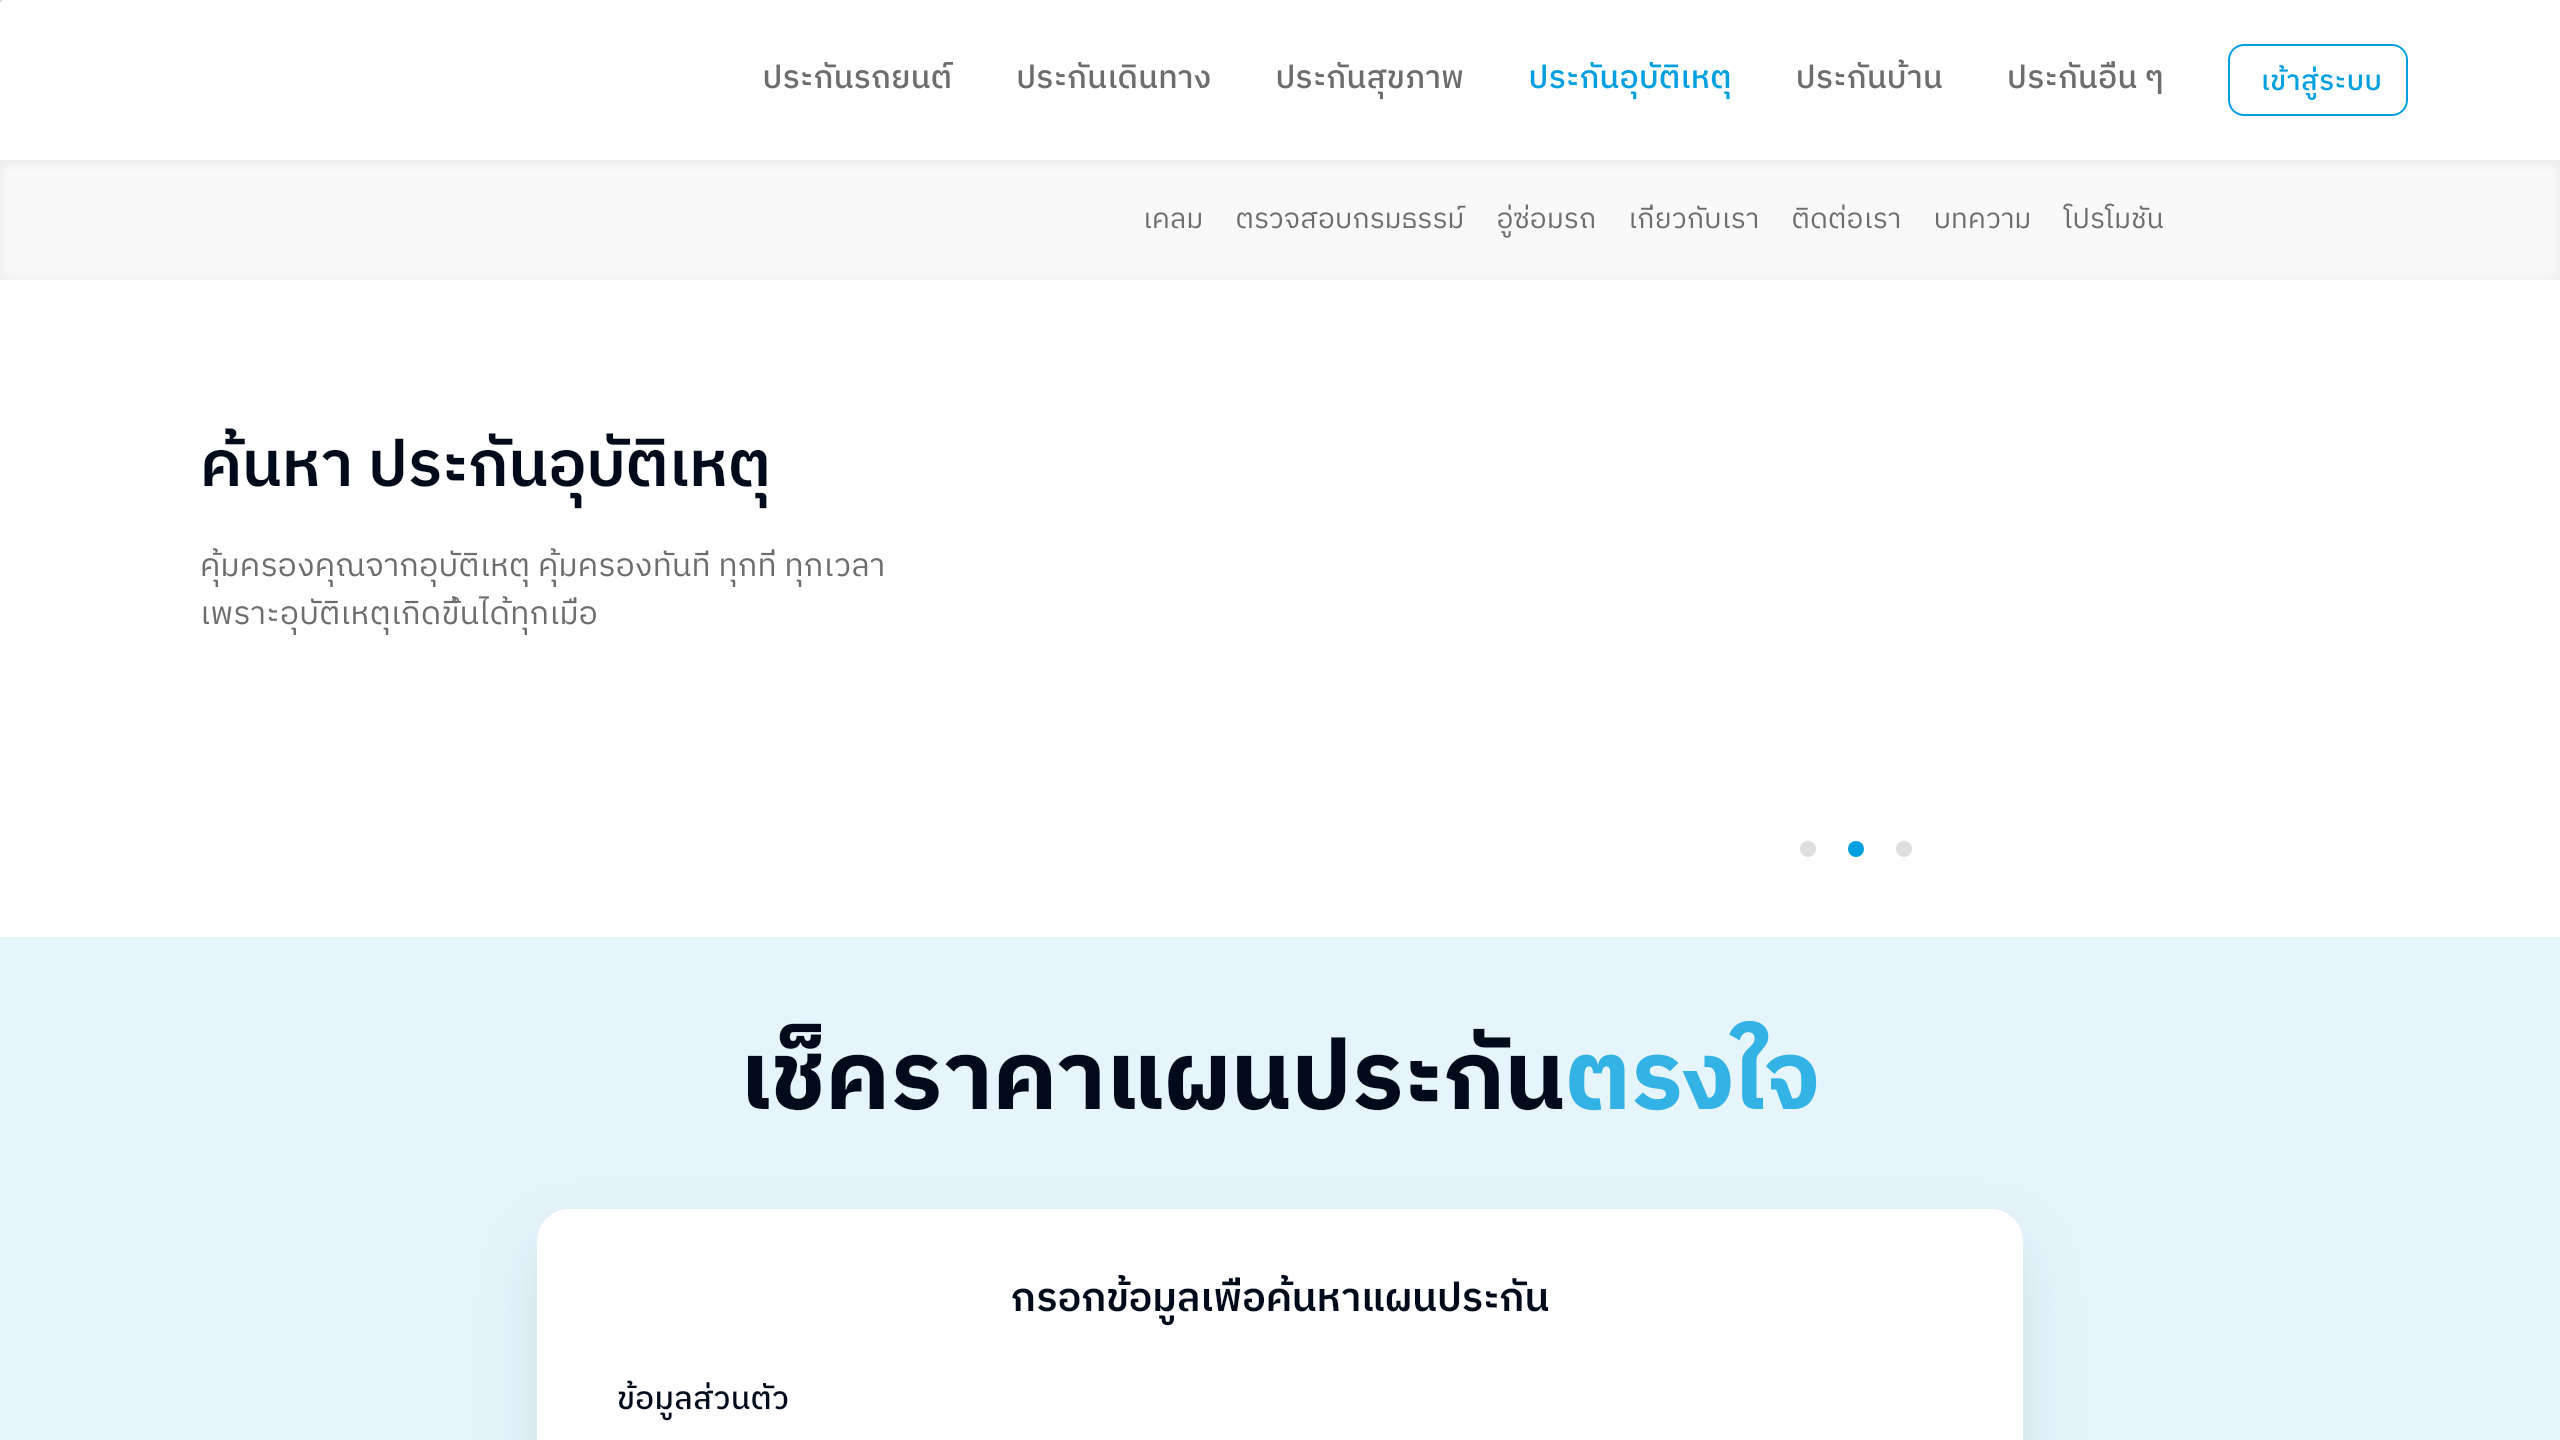 ประกันรถยนต์ ประกันเดินทาง ประกันสุขภาพ ประกันอุบัติเหตุ ประกันบ้าน ประกันอื่น ๆ เข้าสู่ระบบ
เคลม ตรวจสอบกรมธรรม์ อู่ซ่อมรถ เกี่ยวกับเรา ติดต่อเรา บทความ โปรโมชั่น
ค้นหา ประกันอุบัติเหตุ
คุ้มครองคุณจากอุบัติเหตุ คุ้มครองทันที ทุกที่ ทุกเวลา
เพราะอุบัติเหตุเกิดขึ้นได้ทุกเมื่อ
เช็คราคาแผนประกันตรงใจ
กรอกข้อมูลเพื่อค้นหาแผนประกัน
ข้อมูลส่วนตัว